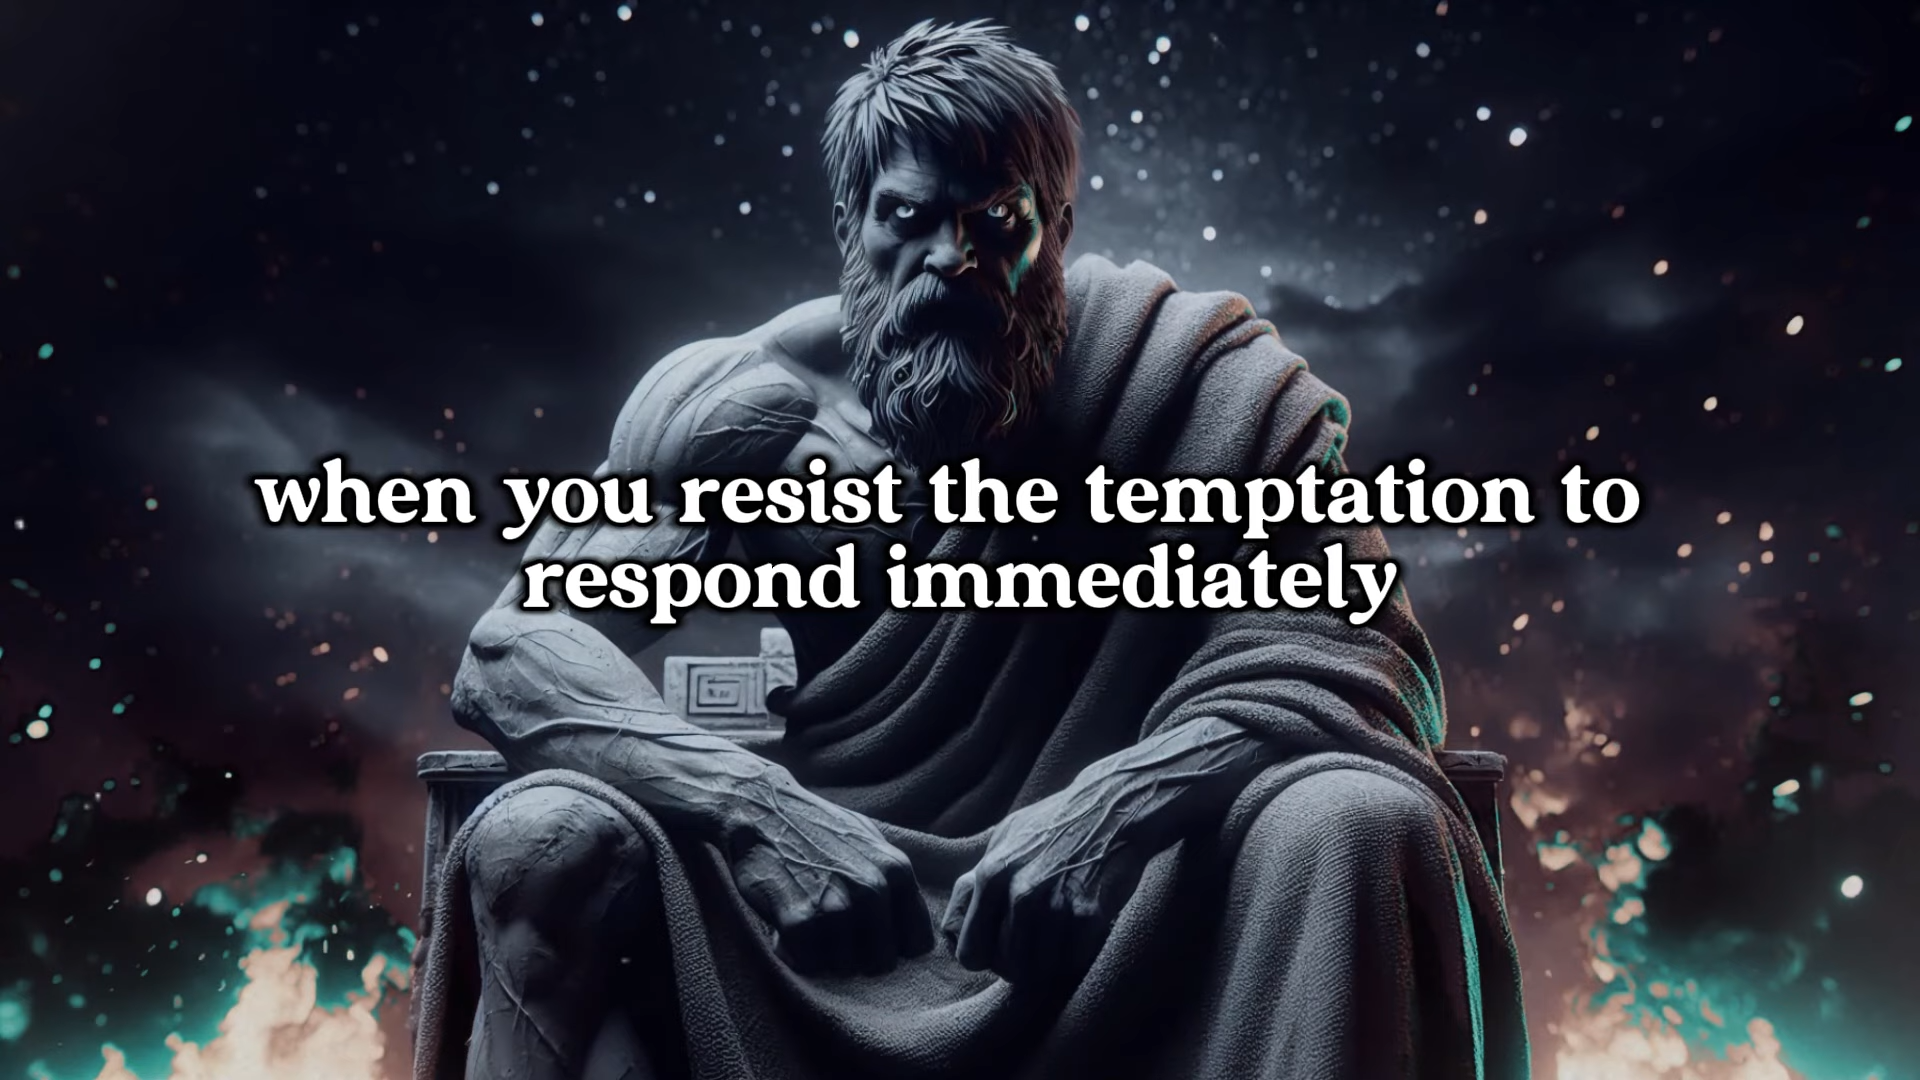 when you resist the temptation to
respond immediately